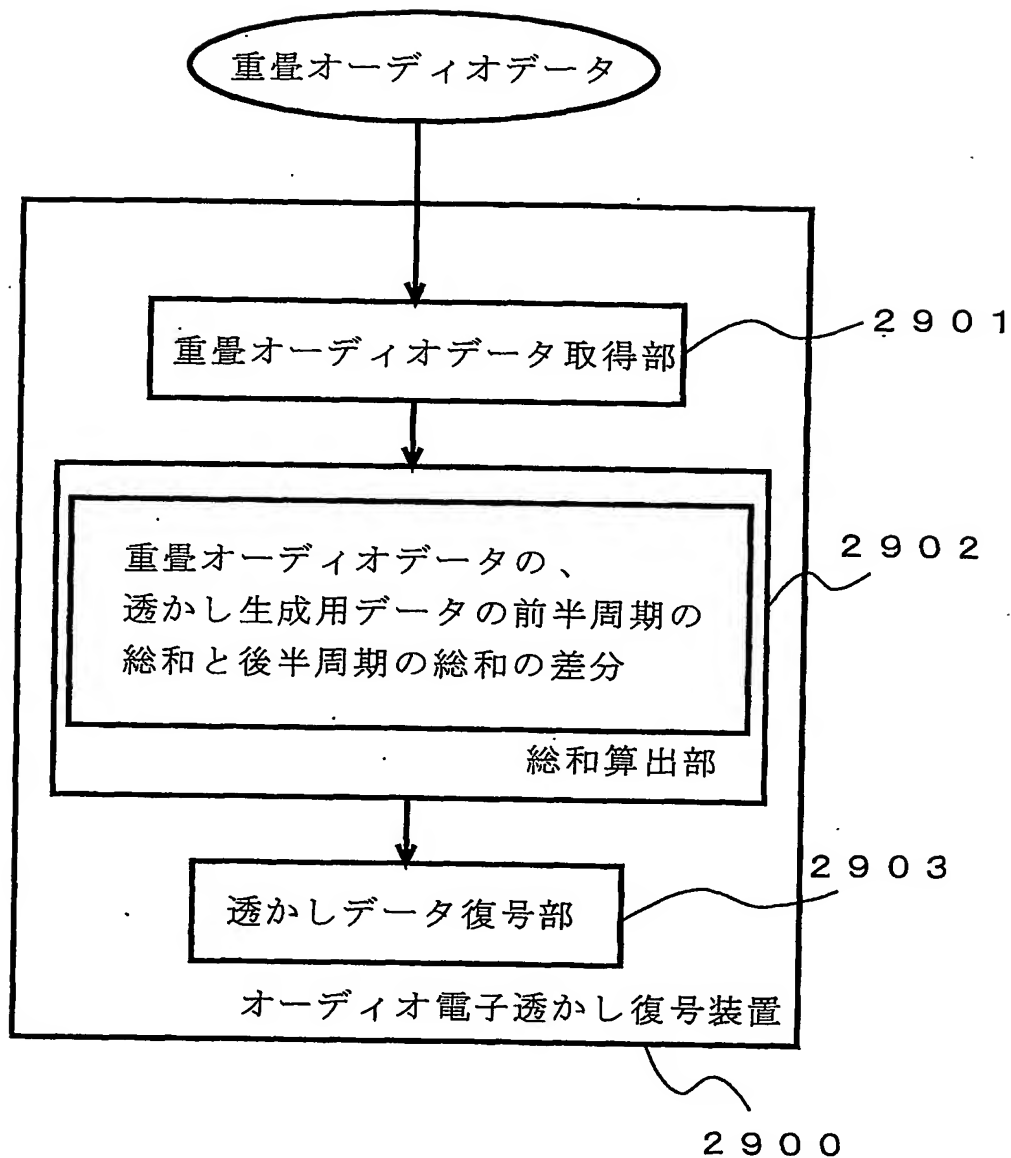 重畳オーディオデータ
重畳オーディオデータ取得部
２９０１
重畳オーディオデータの、
透かし生成用データの前半周期の
総和と後半周期の総和の差分
２９０２
総和算出部
透かしデータ復号部
２９０３
オーディオ電子透かし復号装置
２９００